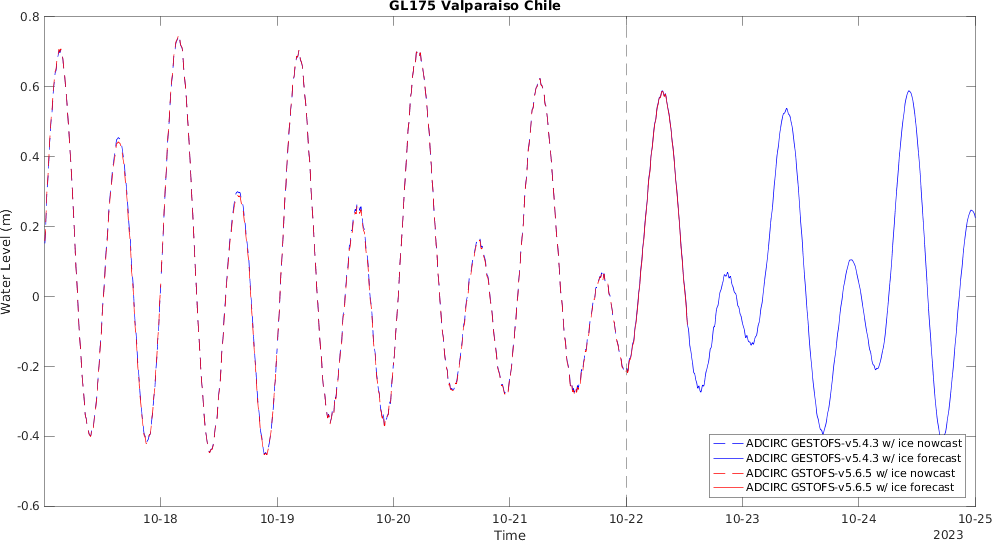 GL175 Valparaiso Chile
0.8
0.6
0.4
0.2
0
-0.2
-0.4
-0.6
Water Level (m)
10-18 10-19 10-20 10-21 10-22 10-23 10-24 10-25
Time
2023
ADCIRC GESTOFS-v5.4.3 w/ ice nowcast
ADCIRC GESTOFS-v5.4.3 w/ ice forecast
ADCIRC GSTOFS-v5.6.5 w/ ice nowcast
ADCIRC GSTOFS-v5.6.5 w/ ice forecast